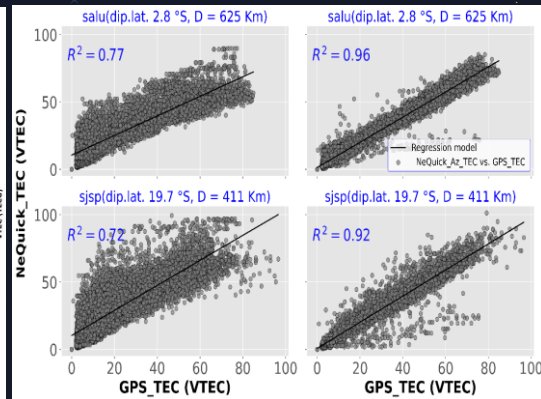 salu(dip.lat. 2.8 °S, D = 625 Km)
salu(dip.lat. 2.8 °S, D = 625 Km)
100
50
0
R² = 0.77
R² = 0.96
Regression model
NeQuick_Az_TEC vs. GPS_TEC
sjsp(dip.lat. 19.7 °S, D = 411 Km)
sjsp(dip.lat. 19.7 °S, D = 411 Km)
100
50
0
R² = 0.72
R² = 0.92
0 20 40 60 80 100
0 20 40 60 80 100
GPS_TEC (VTEC)
GPS_TEC (VTEC)
NeQuick_TEC (VTEC)